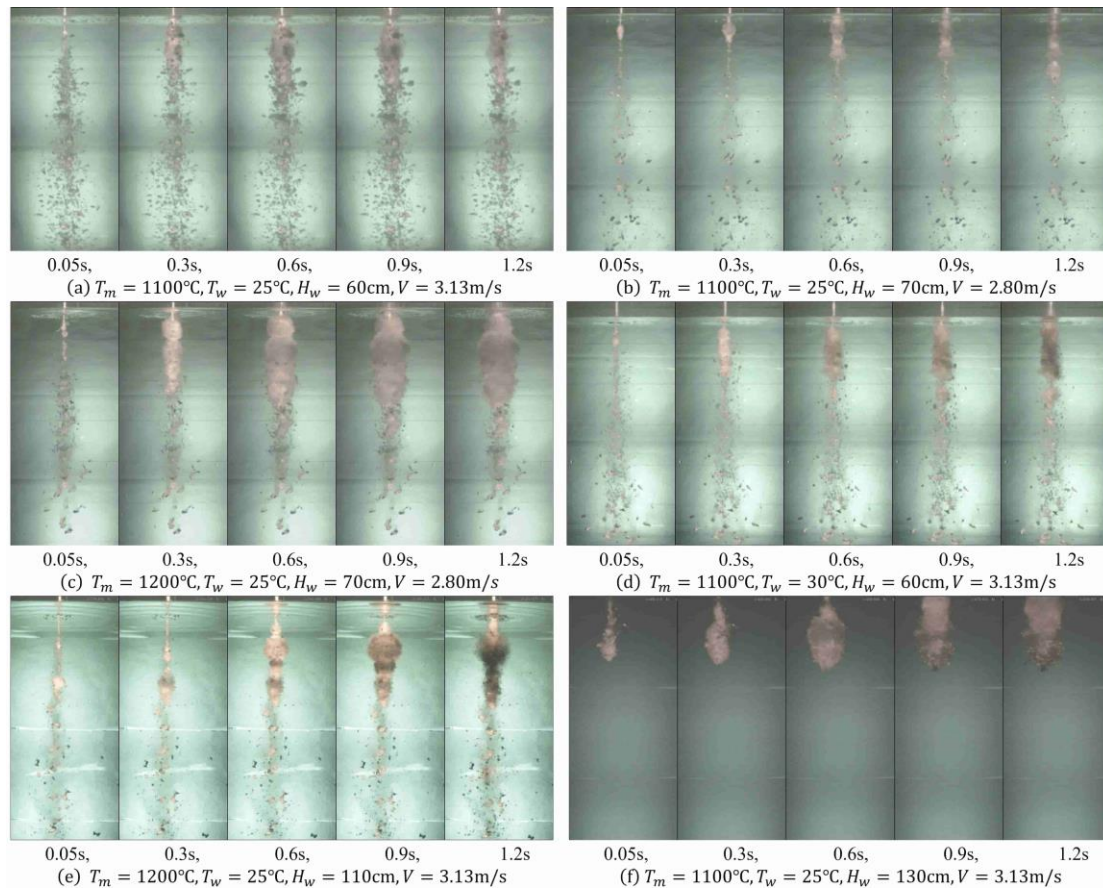 0.05s, 0.3s, 0.6s, 0.9s, 1.2s
(a) T_m = 1100℃, T_w = 25℃, H_w = 60cm, V = 3.13m/s
0.05s, 0.3s, 0.6s, 0.9s, 1.2s
(b) T_m = 1100℃, T_w = 25℃, H_w = 70cm, V = 2.80m/s
0.05s, 0.3s, 0.6s, 0.9s, 1.2s
(c) T_m = 1200℃, T_w = 25℃, H_w = 70cm, V = 2.80m/s
0.05s, 0.3s, 0.6s, 0.9s, 1.2s
(d) T_m = 1100℃, T_w = 30℃, H_w = 60cm, V = 3.13m/s
0.05s, 0.3s, 0.6s, 0.9s, 1.2s
(e) T_m = 1200℃, T_w = 25℃, H_w = 110cm, V = 3.13m/s
0.05s, 0.3s, 0.6s, 0.9s, 1.2s
(f) T_m = 1100℃, T_w = 25℃, H_w = 130cm, V = 3.13m/s